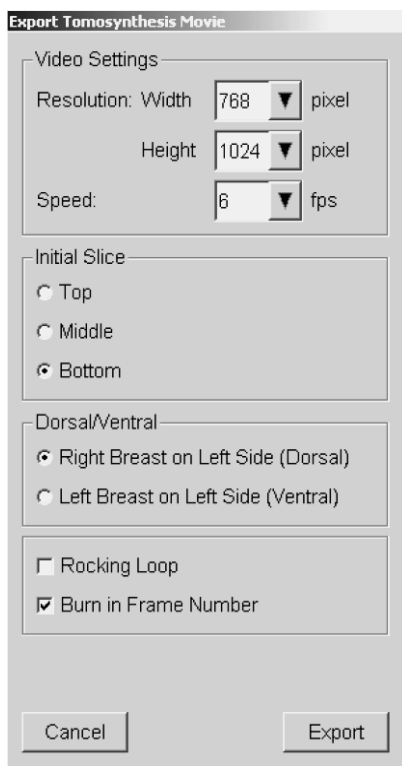 Export Tomosynthesis Movie
Video Settings
Resolution: Width 768 pixel
Height 1024 pixel
Speed: 6 fps
Initial Slice
Top
Middle
Bottom
Dorsal/Ventral
Right Breast on Left Side (Dorsal)
Left Breast on Left Side (Ventral)
Rocking Loop
Burn in Frame Number
Cancel Export